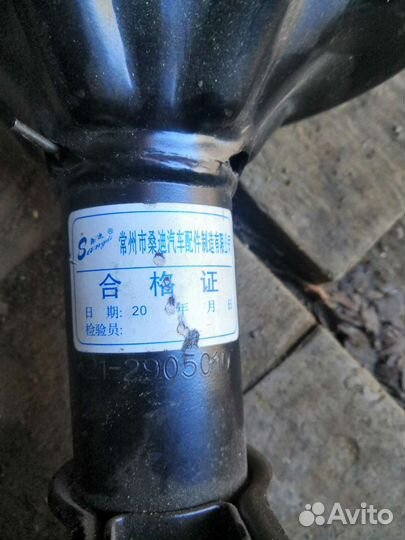 Sangdi® 常州市桑迪汽车配件制造有限公司
合格证
日期: 20 年 月 日
检验员:
-2905010
Avito